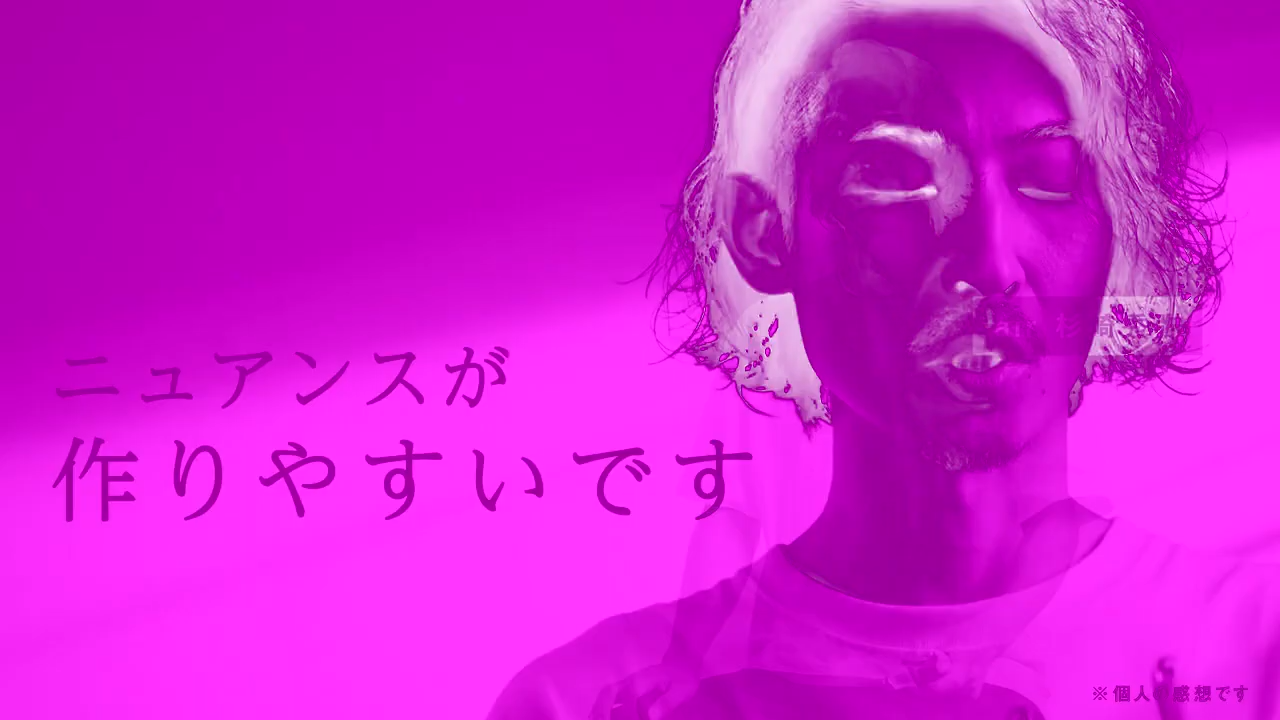 ニュアンスが
作りやすいです
※個人の感想です